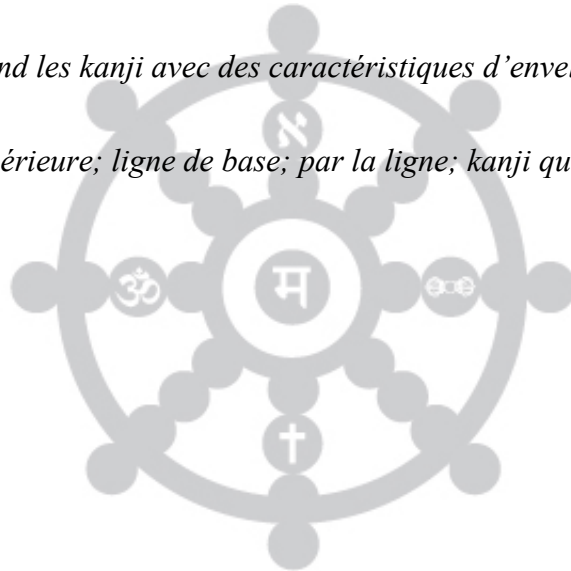 nd les kanji avec des caractéristiques d’enve
א
érieure; ligne de base; par la ligne; kanji qu
ॐ म